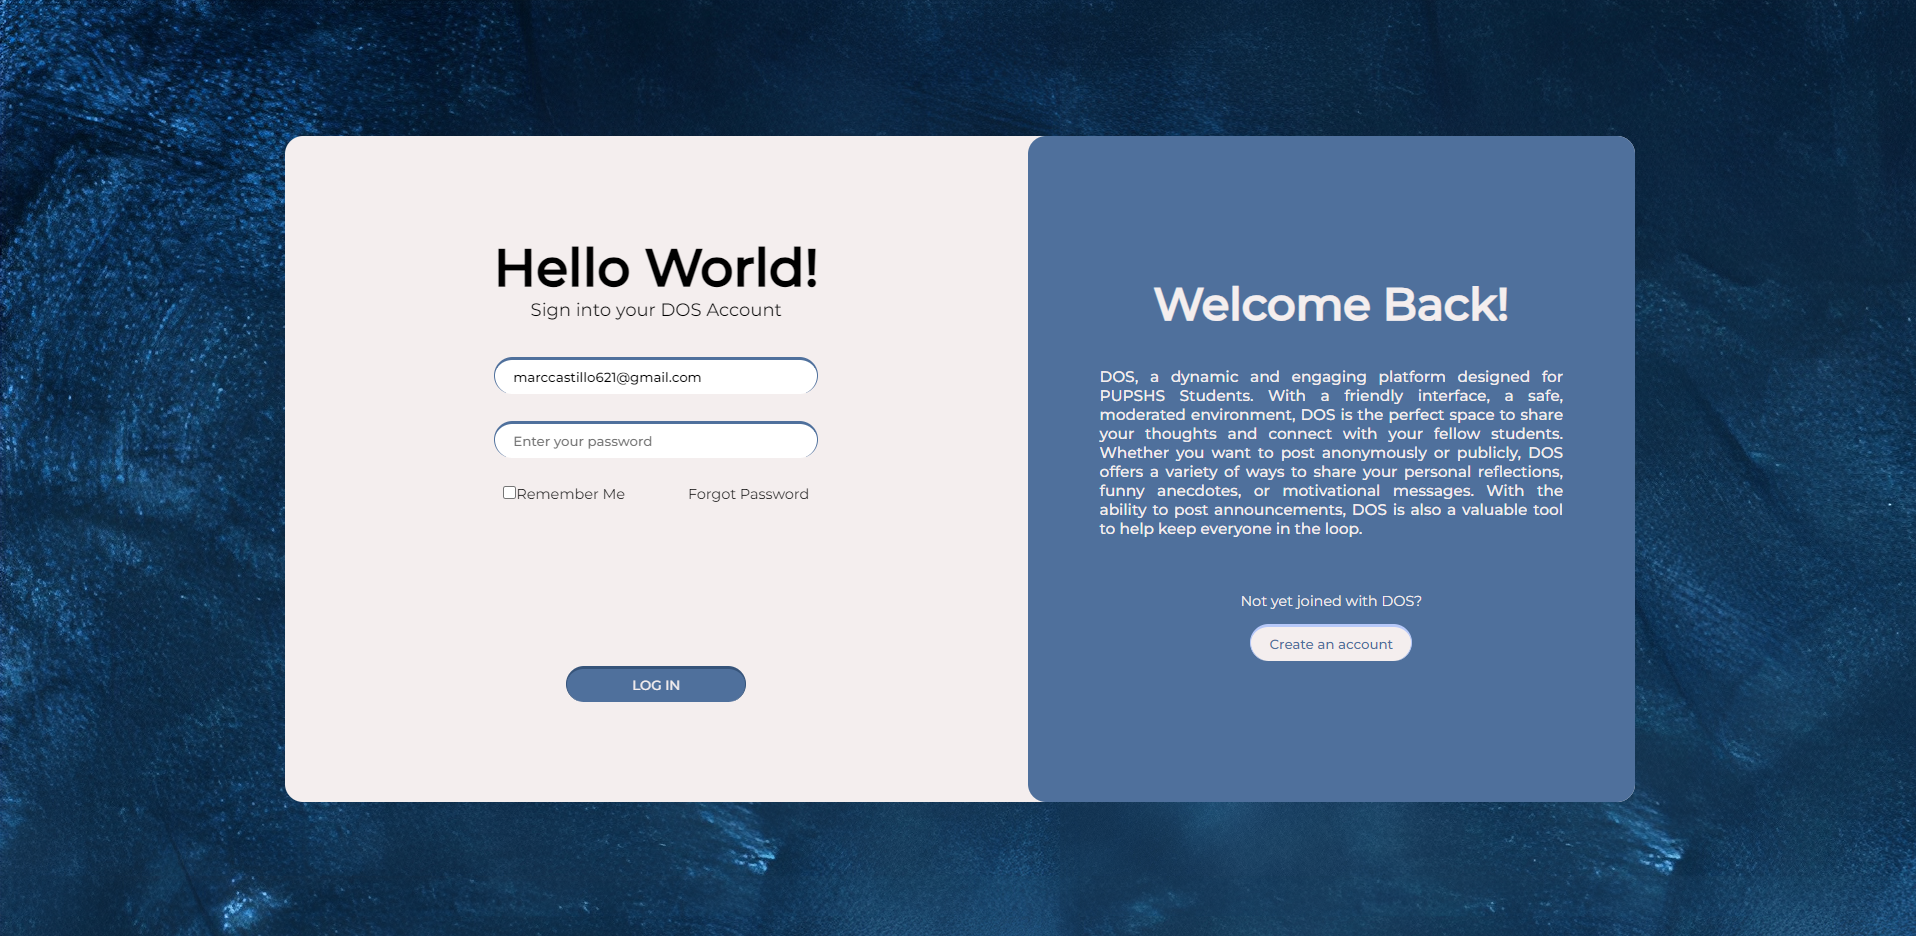 Hello World!
Sign into your DOS Account
marccastillo621@gmail.com
Enter your password
Remember Me
Forgot Password
LOG IN
Welcome Back!
DOS, a dynamic and engaging platform designed for
PUPSHS Students. With a friendly interface, a safe,
moderated environment, DOS is the perfect space to share
your thoughts and connect with your fellow students.
Whether you want to post anonymously or publicly, DOS
offers a variety of ways to share your personal reflections,
funny anecdotes, or motivational messages. With the
ability to post announcements, DOS is also a valuable tool
to help keep everyone in the loop.
Not yet joined with DOS?
Create an account